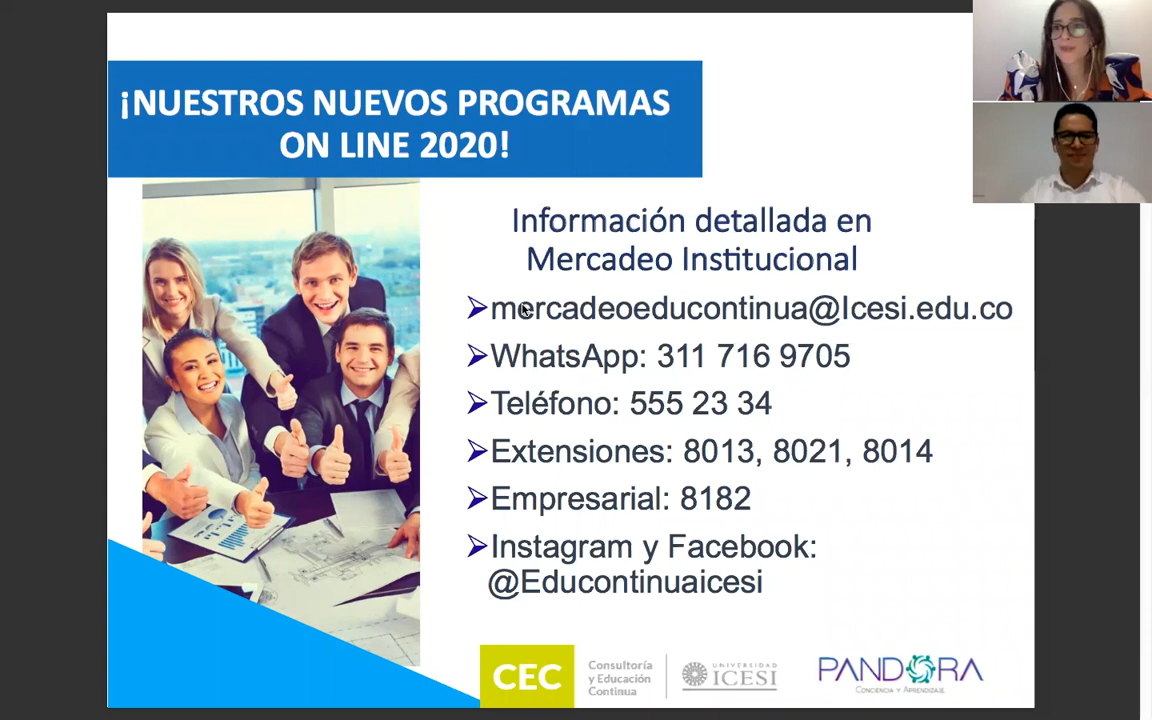 ¡NUESTROS NUEVOS PROGRAMAS
ON LINE 2020!
Información detallada en
Mercadeo Institucional
➢mercadeoeducontinua@Icesi.edu.co
➢WhatsApp: 311 716 9705
➢Teléfono: 555 23 34
➢Extensiones: 8013, 8021, 8014
➢Empresarial: 8182
➢Instagram y Facebook:
@Educontinuaicesi
CEC
Consultoría
y Educación
Continua
UNIVERSIDAD
ICESI
PANDORA
CONCIENCIA Y APRENDIZAJE